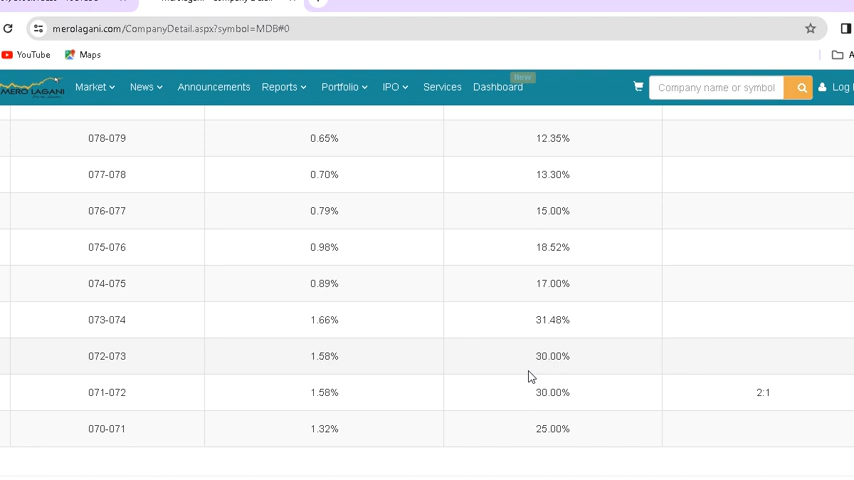 merolagani.com/CompanyDetail.aspx?symbol=MDB#0
YouTube Maps
MERO LAGANI Market News Announcements Reports Portfolio IPO Services Dashboard New Company name or symbol Log
078-079 0.65% 12.35%
077-078 0.70% 13.30%
076-077 0.79% 15.00%
075-076 0.98% 18.52%
074-075 0.89% 17.00%
073-074 1.66% 31.48%
072-073 1.58% 30.00%
071-072 1.58% 30.00% 2:1
070-071 1.32% 25.00%